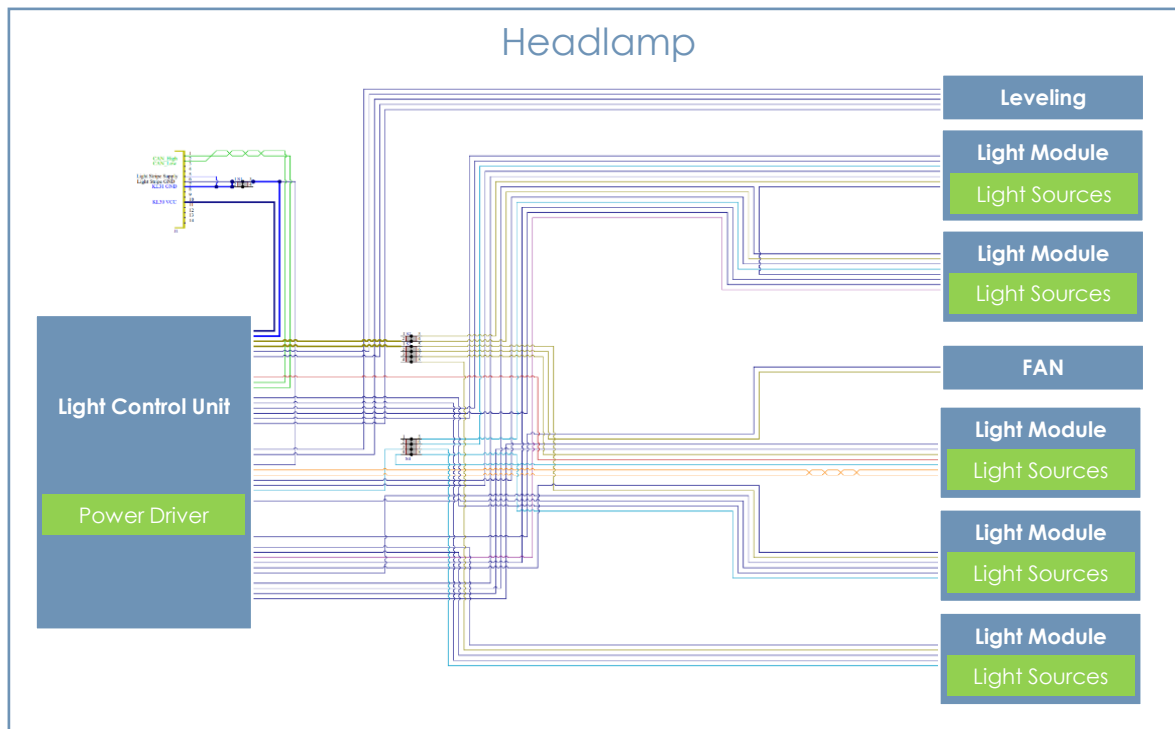 Headlamp
Leveling
Light Module
Light Sources
CAN_High
CAN_Low
Light Stripe Supply
Light Stripe GND
KL31 GND
KL30 VCC
Light Module
Light Sources
Light Control Unit
Power Driver
FAN
Light Module
Light Sources
Light Module
Light Sources
Light Module
Light Sources